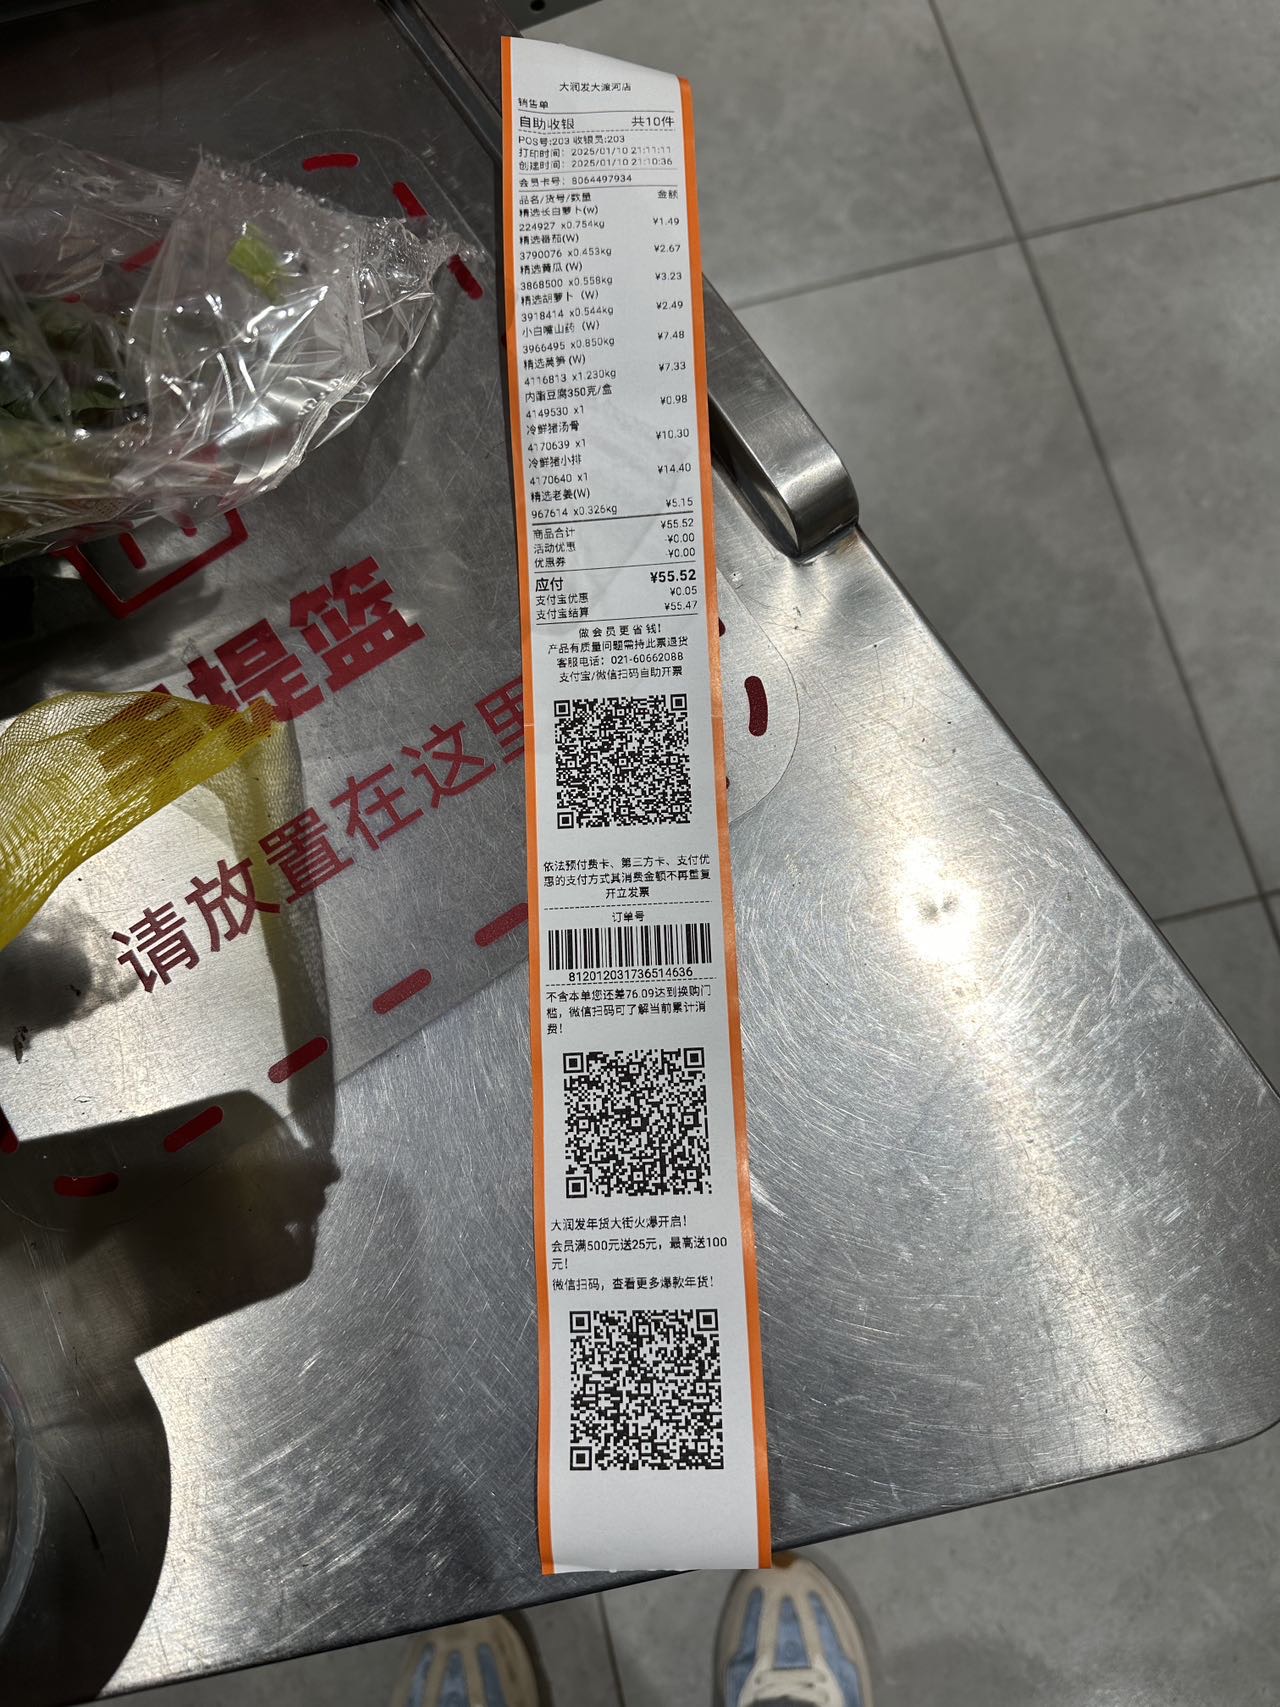 大润发大渡河店
销售单
自助收银 共10件
POS号:203 收银员:203
打印时间: 2025/01/10 21:11:11
创建时间: 2025/01/10 21:10:36
会员卡号: 8064497934
品名/货号/数量 金额
精选长白萝卜(w)
224927 x0.754kg ¥1.49
精选番茄(W)
3790076 x0.453kg ¥2.67
精选黄瓜(W)
3868500 x0.558kg ¥3.23
精选胡萝卜 (W)
3918414 x0.544kg ¥2.49
小白嘴山药 (W)
3966495 x0.850kg ¥7.48
精选莴笋(W)
4116813 x1.230kg ¥7.33
内酯豆腐350克/盒
4149530 x1 ¥0.98
冷鲜猪汤骨
4170639 x1 ¥10.30
冷鲜猪小排
4170640 x1 ¥14.40
精选老姜(W)
967614 x0.326kg ¥5.15
商品合计 ¥55.52
活动优惠 -¥0.00
优惠券 -¥0.00
应付 ¥55.52
支付宝优惠 ¥0.05
支付宝结算 ¥55.47
做会员更省钱!
产品有质量问题需持此票退货
客服电话: 021-60662088
支付宝/微信扫码自助开票
依法预付费卡、第三方卡、支付优
惠的支付方式其消费金额不再重复
开立发票
订单号
812012031736514636
不含本单您还差76.09达到换购门
槛, 微信扫码可了解当前累计消
费!
大润发年货大街火爆开启!
会员满500元送25元, 最高送100
元!
微信扫码, 查看更多爆款年货!
提篮
请放置在这里